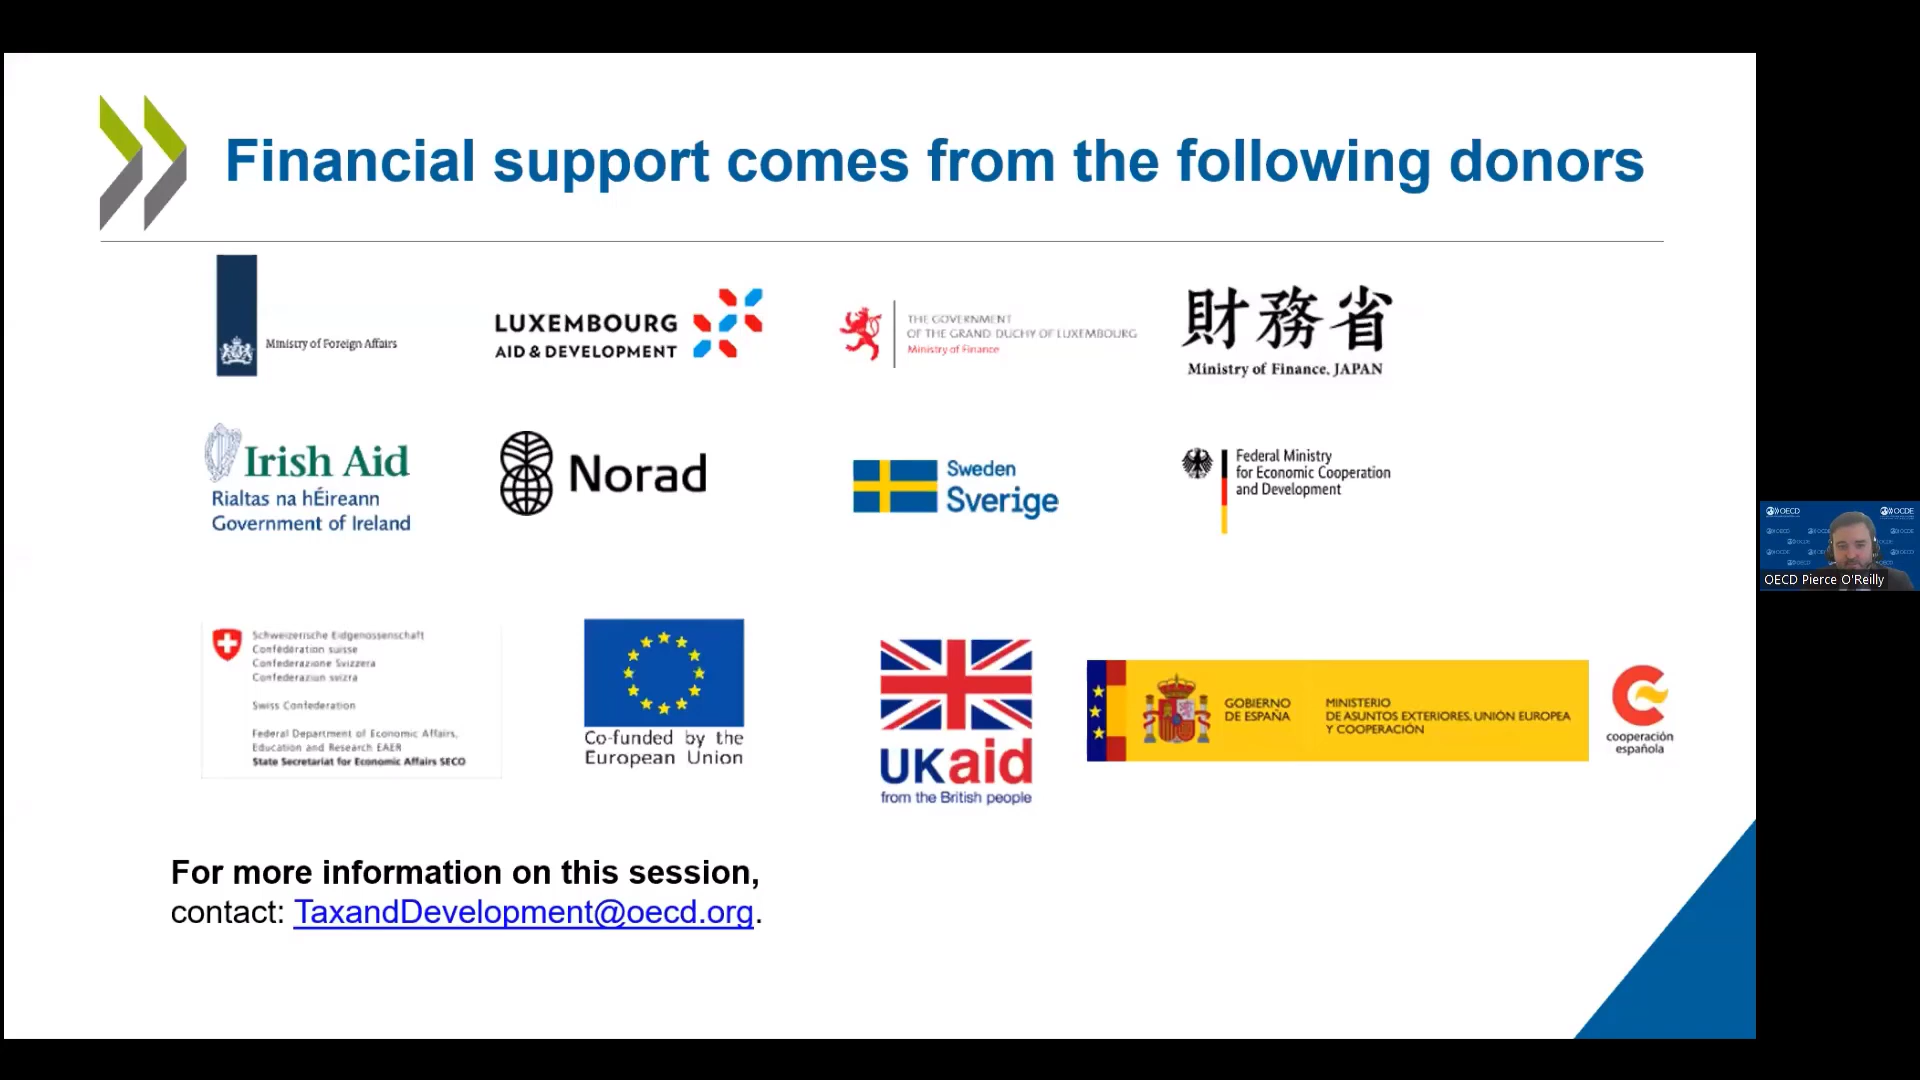 Financial support comes from the following donors
Ministry of Foreign Affairs
LUXEMBOURG
AID & DEVELOPMENT
THE GOVERNMENT
OF THE GRAND DUCHY OF LUXEMBOURG
Ministry of Finance
財務省
Ministry of Finance, JAPAN
Irish Aid
Rialtas na hÉireann
Government of Ireland
Norad
Sweden
Sverige
Federal Ministry
for Economic Cooperation
and Development
Schweizerische Eidgenossenschaft
Confédération suisse
Confederazione Svizzera
Confederaziun svizra
Swiss Confederation
Federal Department of Economic Affairs,
Education and Research EAER
State Secretariat for Economic Affairs SECO
Co-funded by the
European Union
UKaid
from the British people
GOBIERNO
DE ESPAÑA
MINISTERIO
DE ASUNTOS EXTERIORES, UNIÓN EUROPEA
Y COOPERACIÓN
cooperación
española
For more information on this session,
contact: TaxandDevelopment@oecd.org.
OECD
OCDE
OECD Pierce O'Reilly